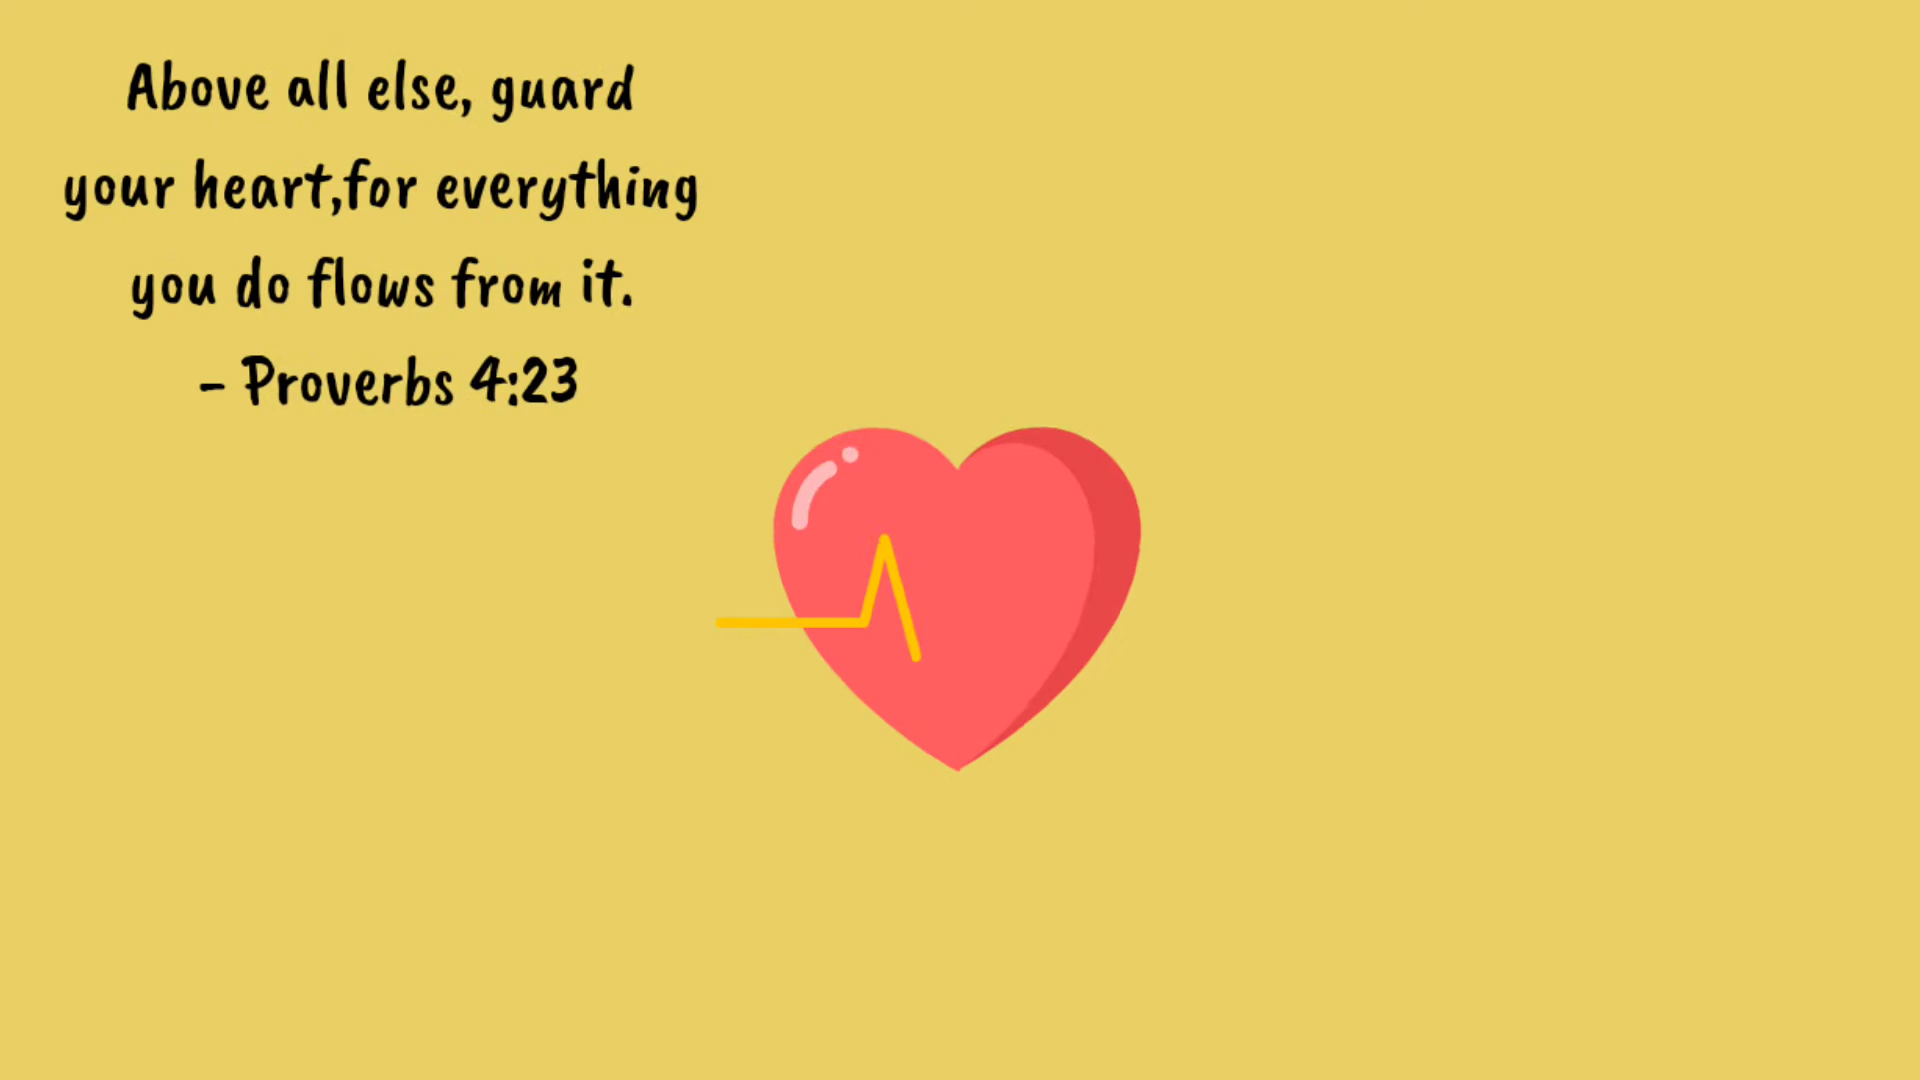 Above all else, guard
your heart,for everything
you do flows from it.
- Proverbs 4:23